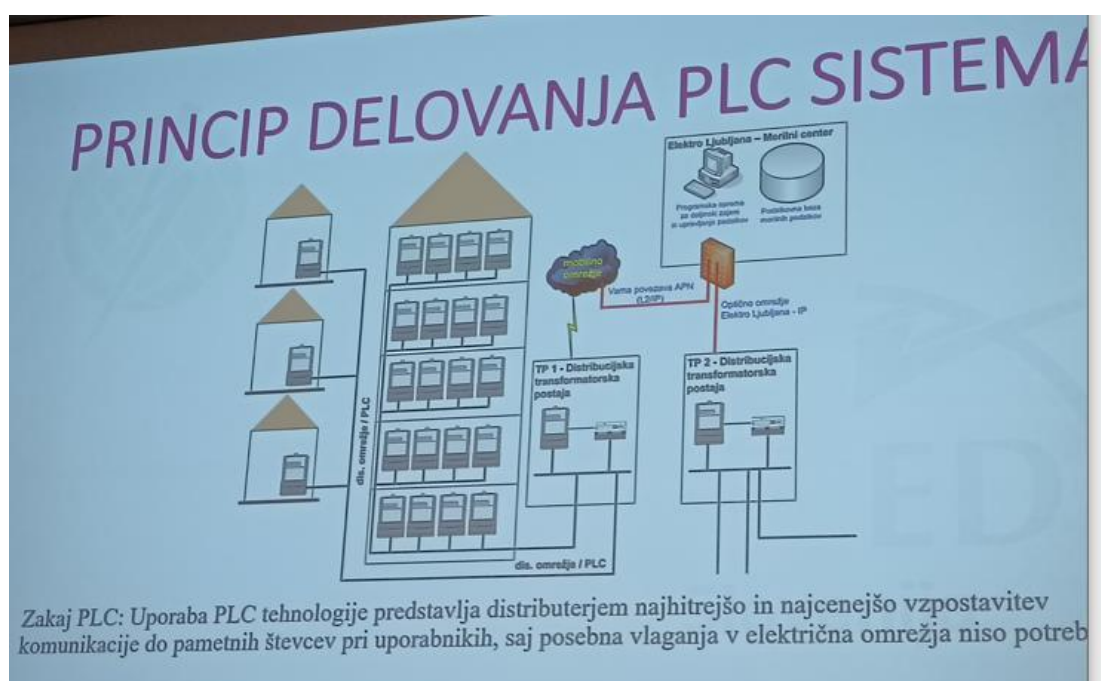 PRINCIP DELOVANJA PLC SISTEMA
Elektro Ljubljana – Merilni center
Programska oprema
za daljinski zajem
in upravljanje podatkov
Podatkovna baza
merilnih podatkov
mobilno
omrežje
Varna povezava APN
(L2/IP)
Optično omrežje
Elektro Ljubljana - IP
TP 1 - Distribucijska
transformatorska
postaja
TP 2 - Distribucijska
transformatorska
postaja
dis. omrežje / PLC
dis. omrežje / PLC
ED
Zakaj PLC: Uporaba PLC tehnologije predstavlja distributerjem najhitrejšo in najcenejšo vzpostavitev
komunikacije do pametnih števcev pri uporabnikih, saj posebna vlaganja v električna omrežja niso potreb